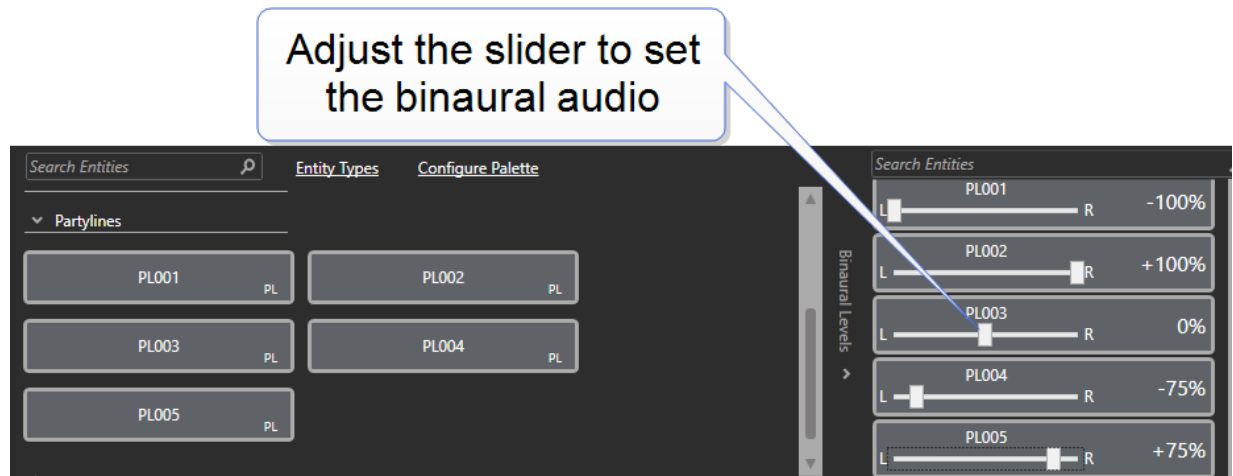 Adjust the slider to set
the binaural audio
Search Entities
Entity Types
Configure Palette
Partylines
PL001
PL
PL002
PL
PL003
PL
PL004
PL
PL005
PL
Binaural Levels
Search Entities
PL001
L R -100%
PL002
L R +100%
PL003
L R 0%
PL004
L R -75%
PL005
L R +75%